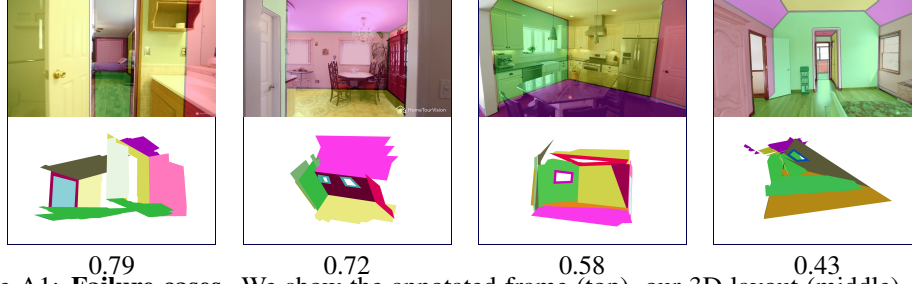 HomeTourVision
0.79 0.72 0.58 0.43
A1: Failure cases. We show the annotated frame (top), our 3D layout (middle)